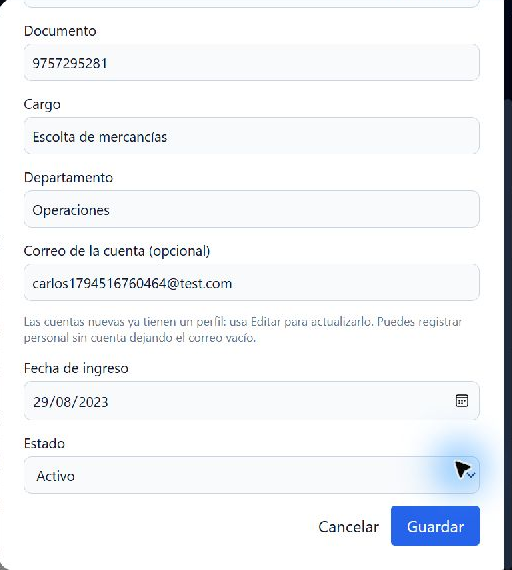 Documento
9757295281
Cargo
Escolta de mercancías
Departamento
Operaciones
Correo de la cuenta (opcional)
carlos1794516760464@test.com
Las cuentas nuevas ya tienen un perfil: usa Editar para actualizarlo. Puedes registrar
personal sin cuenta dejando el correo vacío.
Fecha de ingreso
29/08/2023
Estado
Activo
Cancelar
Guardar